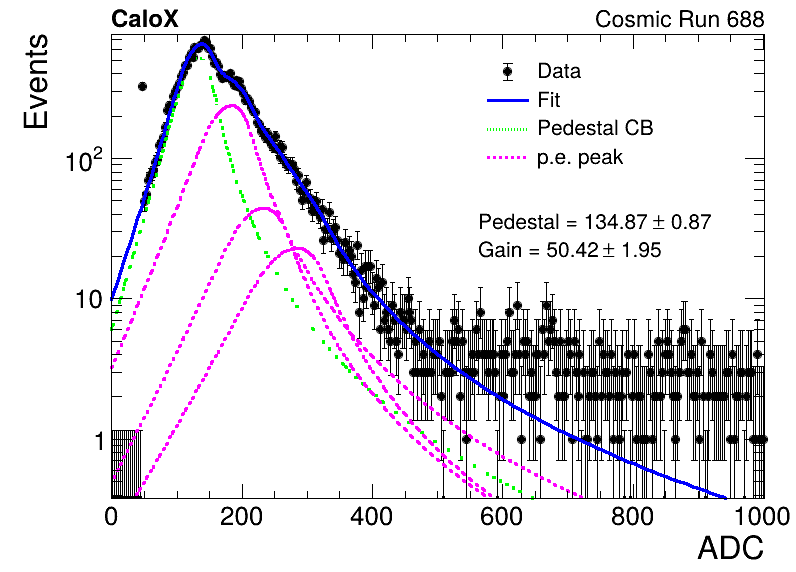 CaloX Cosmic Run 688
Events
Data
Fit
Pedestal CB
p.e. peak
Pedestal = 134.87 ± 0.87
Gain = 50.42 ± 1.95
10²
10
1
0 200 400 600 800 1000
ADC